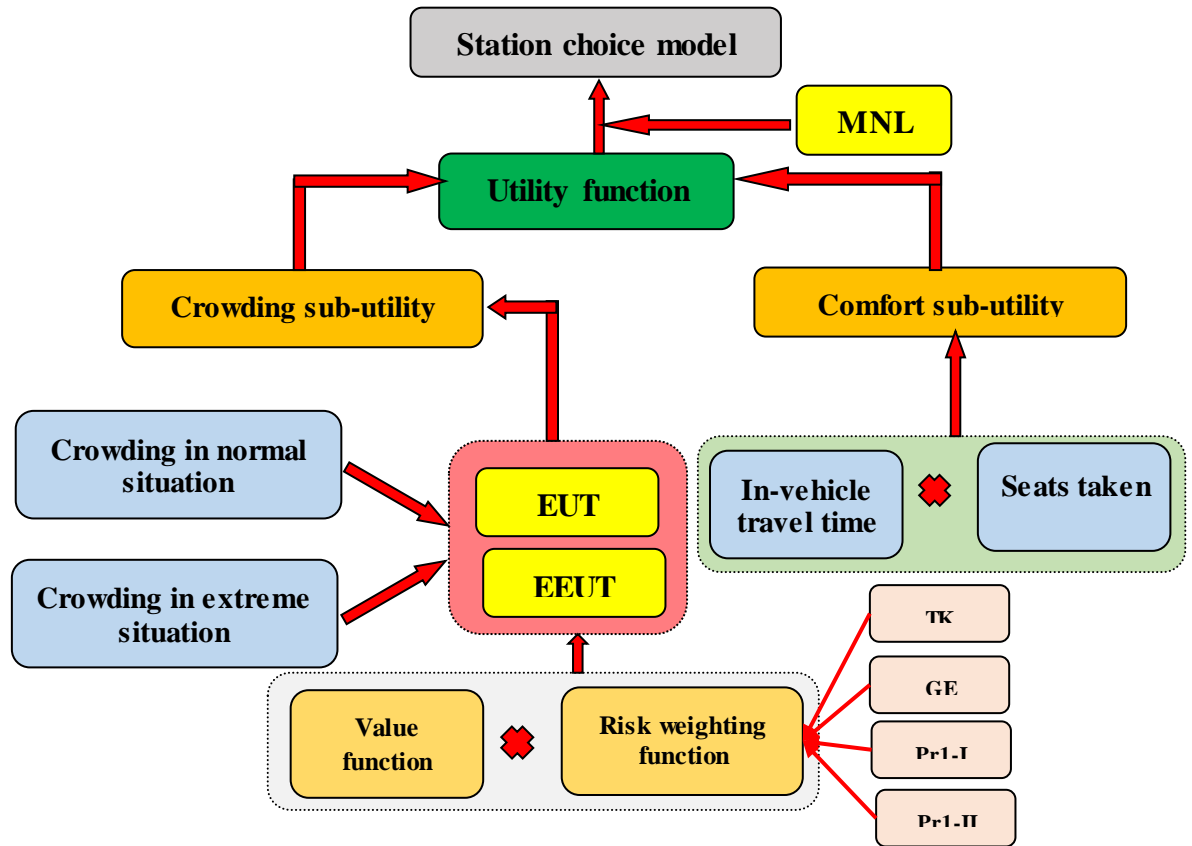 Station choice model
MNL
Utility function
Crowding sub-utility
Comfort sub-utility
Crowding in normal
situation
Crowding in extreme
situation
EUT
EEUT
In-vehicle
travel time
Seats taken
Value
function
Risk weighting
function
TK
GE
Pr1-I
Pr1-II